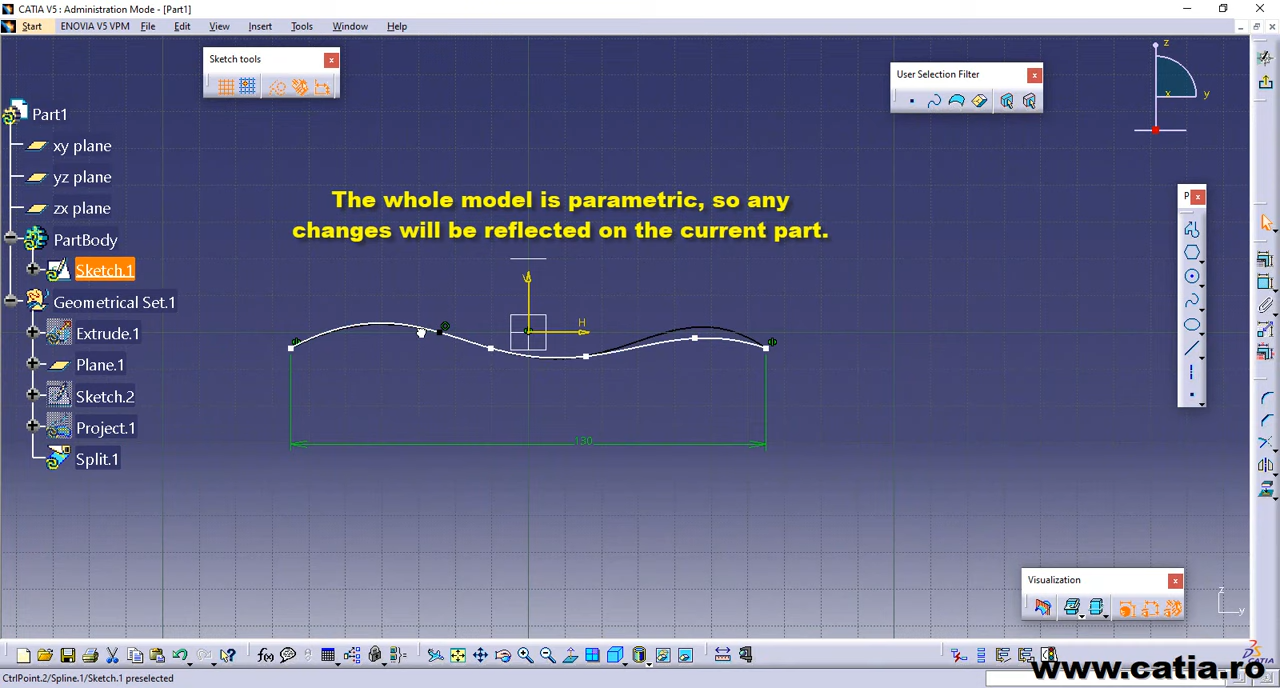 CATIA V5: Administration Mode - [Part1]
Start ENOVIA V5 VPM File Edit View Insert Tools Window Help
Sketch tools
User Selection Filter
z
x
y
P
Part1
xy plane
yz plane
zx plane
PartBody
Sketch.1
Geometrical Set.1
Extrude.1
Plane.1
Sketch.2
Project.1
Split.1
The whole model is parametric, so any
changes will be reflected on the current part.
V
H
130
Visualization
z
y
f(x)
CATIA
www.catia.ro
CtrlPoint.2/Spline.1/Sketch.1 preselected